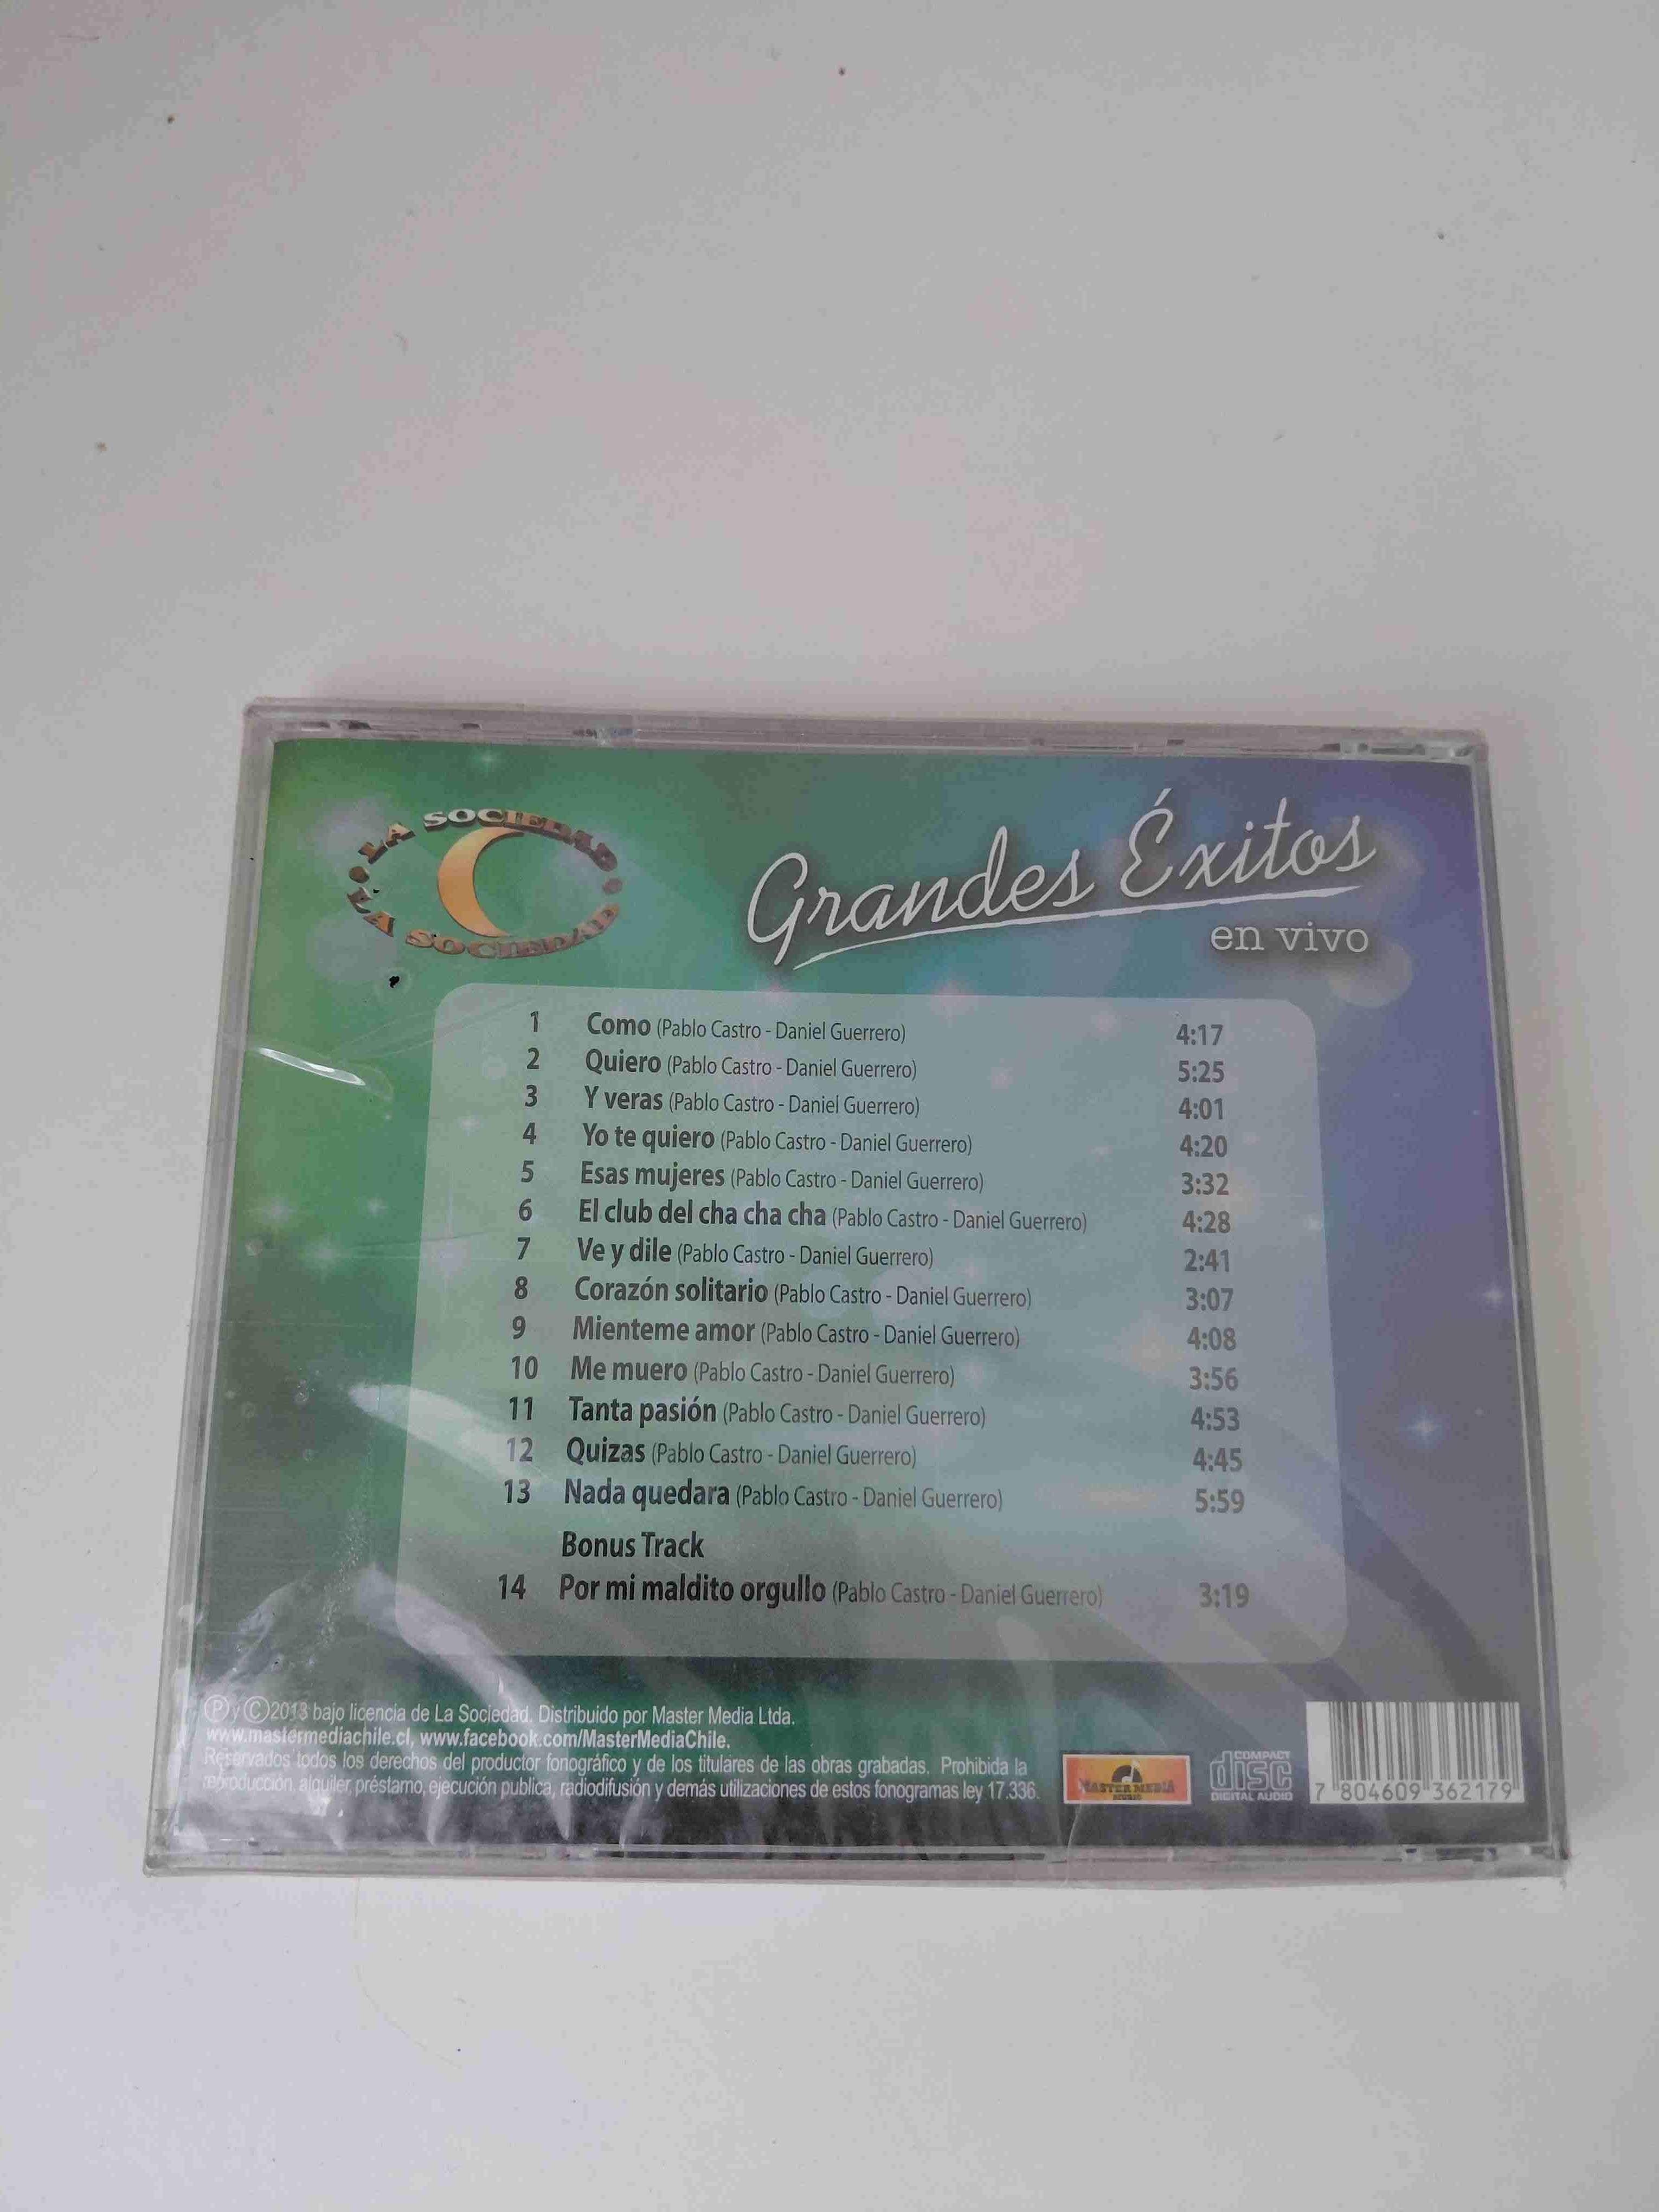 LA SOCIEDAD
LA SOCIEDAD
Grandes Éxitos
en vivo
1 Como (Pablo Castro - Daniel Guerrero) 4:17
2 Quiero (Pablo Castro - Daniel Guerrero) 5:25
3 Y veras (Pablo Castro - Daniel Guerrero) 4:01
4 Yo te quiero (Pablo Castro - Daniel Guerrero) 4:20
5 Esas mujeres (Pablo Castro - Daniel Guerrero) 3:32
6 El club del cha cha cha (Pablo Castro - Daniel Guerrero) 4:28
7 Ve y dile (Pablo Castro - Daniel Guerrero) 2:41
8 Corazón solitario (Pablo Castro - Daniel Guerrero) 3:07
9 Mienteme amor (Pablo Castro - Daniel Guerrero) 4:08
10 Me muero (Pablo Castro - Daniel Guerrero) 3:56
11 Tanta pasión (Pablo Castro - Daniel Guerrero) 4:53
12 Quizas (Pablo Castro - Daniel Guerrero) 4:45
13 Nada quedara (Pablo Castro - Daniel Guerrero) 5:59
Bonus Track
14 Por mi maldito orgullo (Pablo Castro - Daniel Guerrero) 3:19
Ⓟ y Ⓒ 2013 bajo licencia de La Sociedad. Distribuido por Master Media Ltda.
www.mastermediachile.cl, www.facebook.com/MasterMediaChile.
Reservados todos los derechos del productor fonográfico y de los titulares de las obras grabadas. Prohibida la
reproducción, alquiler, préstamo, ejecución publica, radiodifusión y demás utilizaciones de estos fonogramas ley 17.336.
MASTER MEDIA
COMPACT
disc
DIGITAL AUDIO
7 804609 362179